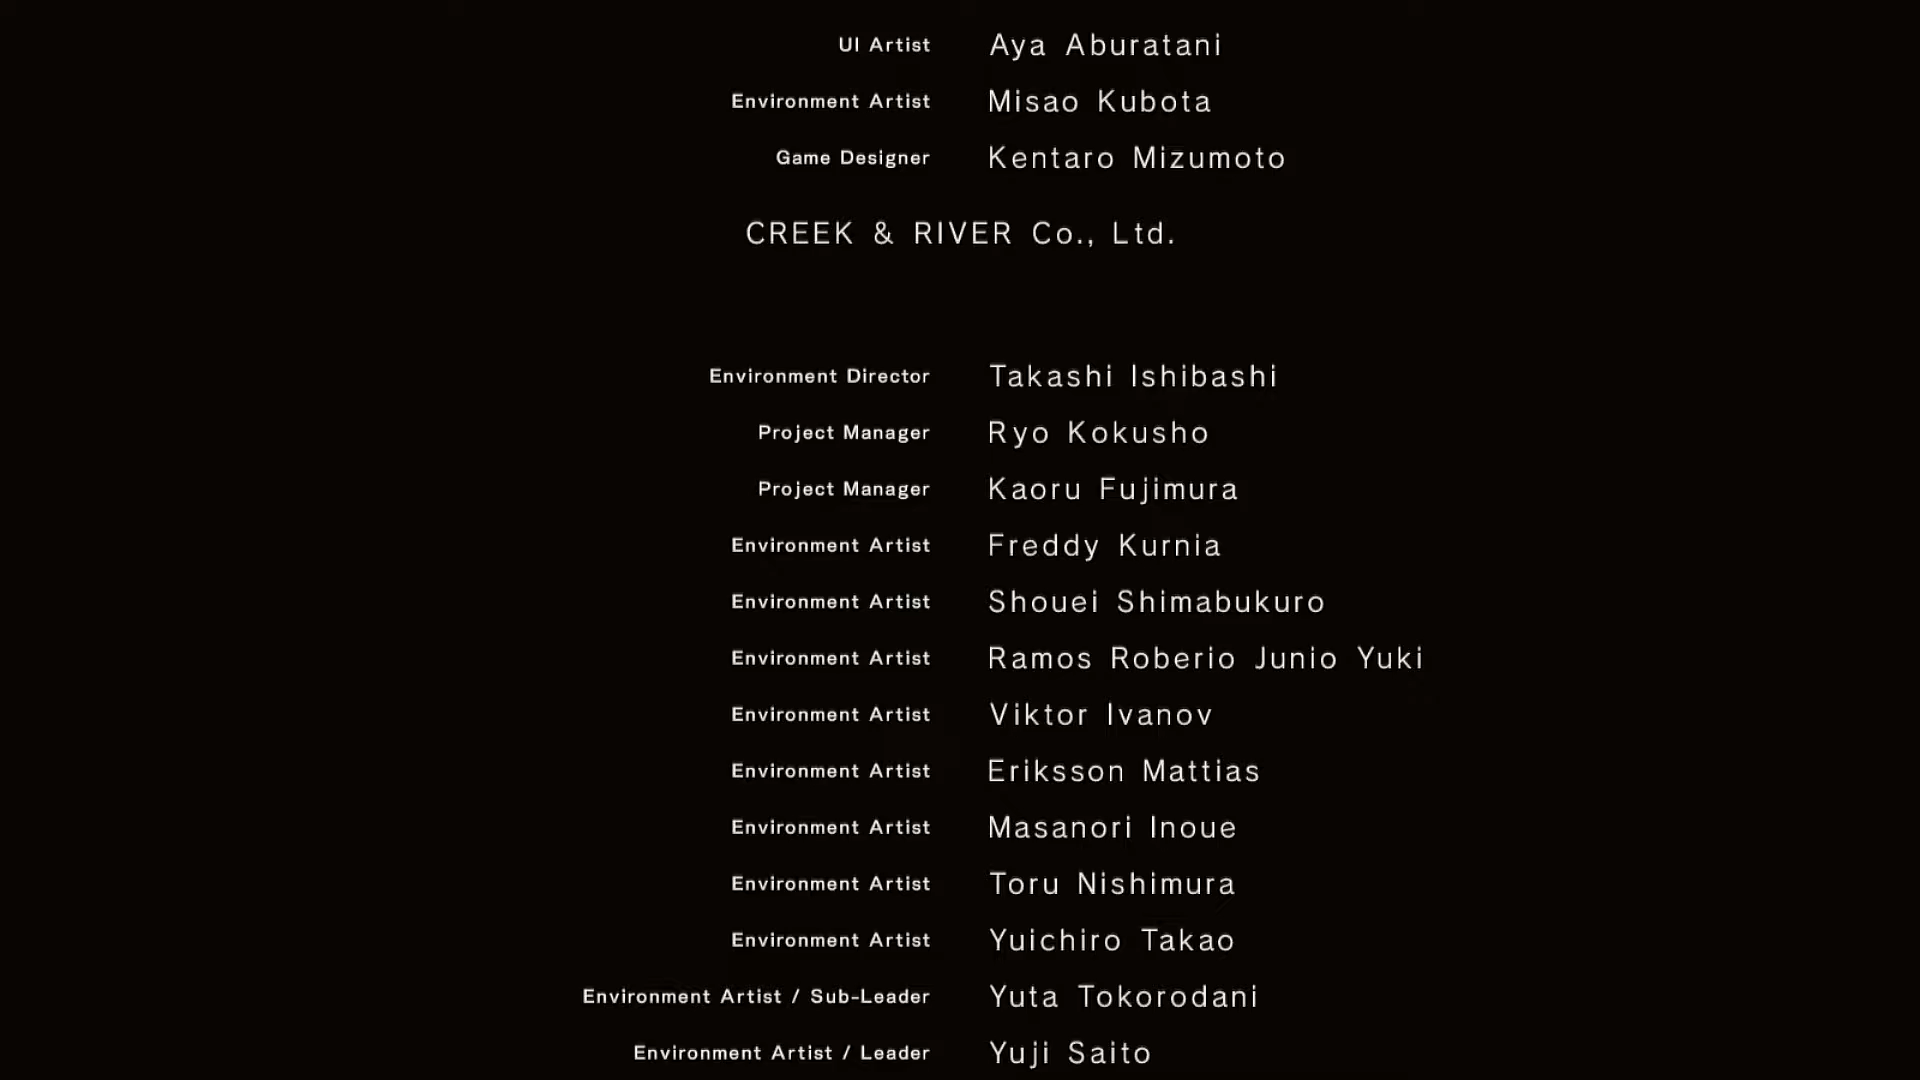 UI Artist Aya Aburatani
Environment Artist Misao Kubota
Game Designer Kentaro Mizumoto
CREEK & RIVER Co., Ltd.
Environment Director Takashi Ishibashi
Project Manager Ryo Kokusho
Project Manager Kaoru Fujimura
Environment Artist Freddy Kurnia
Environment Artist Shouei Shimabukuro
Environment Artist Ramos Roberio Junio Yuki
Environment Artist Viktor Ivanov
Environment Artist Eriksson Mattias
Environment Artist Masanori Inoue
Environment Artist Toru Nishimura
Environment Artist Yuichiro Takao
Environment Artist / Sub-Leader Yuta Tokorodani
Environment Artist / Leader Yuji Saito